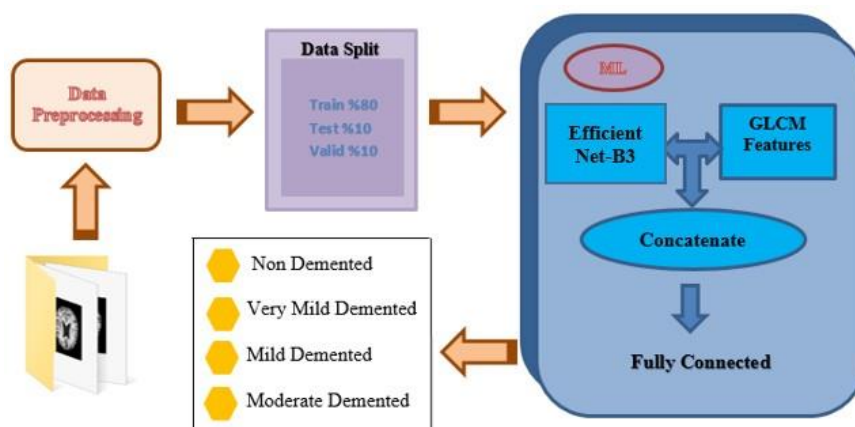 Data
Preprocessing
Data Split
Train %80
Test %10
Valid %10
ML
Efficient
Net-B3
GLCM
Features
Concatenate
Fully Connected
Non Demented
Very Mild Demented
Mild Demented
Moderate Demented